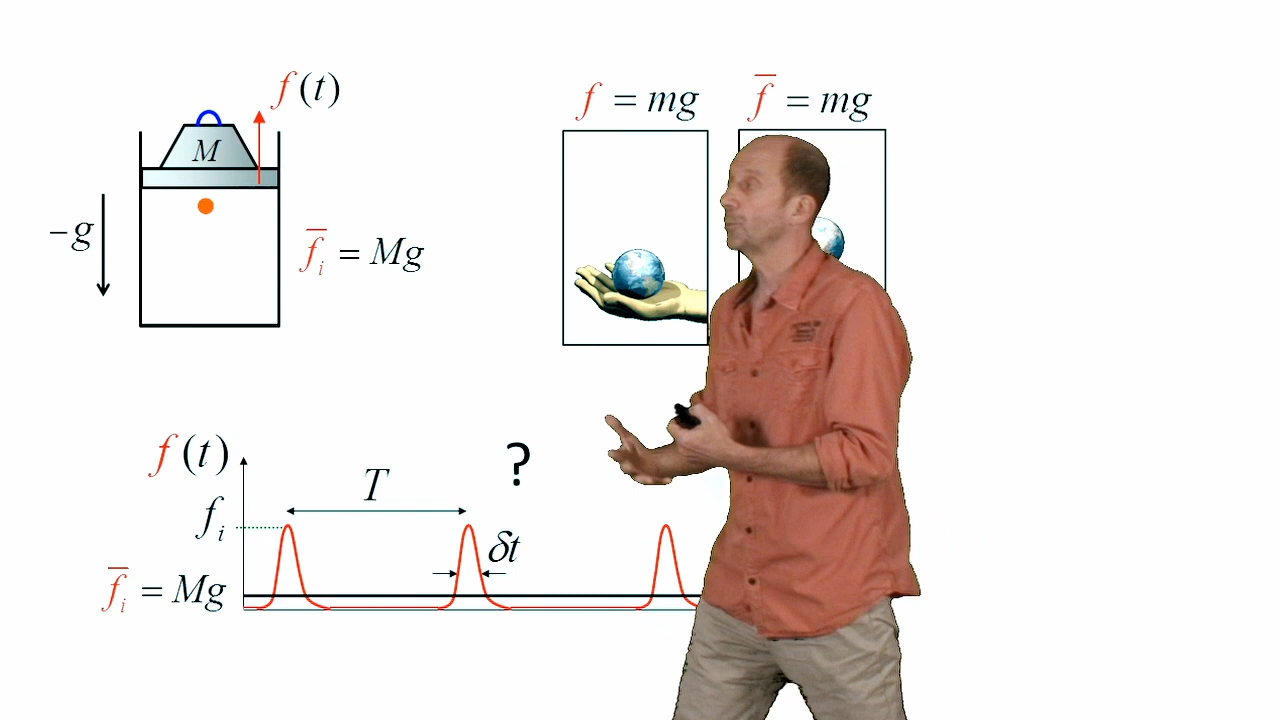 f (t)
M
−g
f̅ᵢ = Mg
f = mg
f̅ = mg
f (t)
?
T
fᵢ
δt
f̅ᵢ = Mg